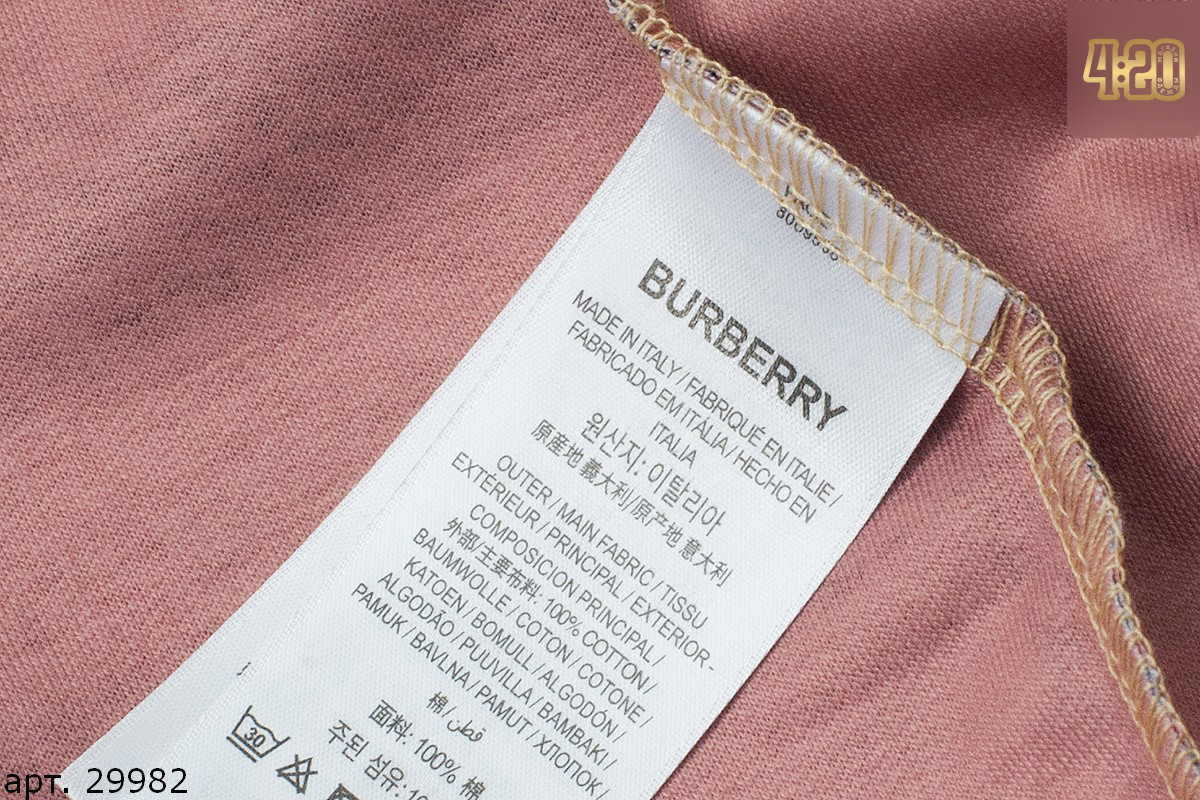 4:20
BURBERRY
MADE IN ITALY / FABRIQUÉ EN ITALIE /
FABRICADO EM ITÁLIA / HECHO EN
ITALIA
원산지: 이탈리아
原産地 義大利/原产地 意大利
OUTER / MAIN FABRIC / TISSU
EXTERIEUR / PRINCIPAL / EXTERIOR-
COMPOSICION PRINCIPAL /
外部/主要布料: 100% COTTON /
BAUMWOLLE / COTON / COTONE /
KATOEN / BOMULL / ALGODÓN /
ALGODÃO / PUUVILLA / BAMBAKI /
PAMUK / BAVLNA / PAMUT / ХЛОПОК /
棉 / قطن
面料: 100% 棉
주된 섬유:
30
арт. 29982